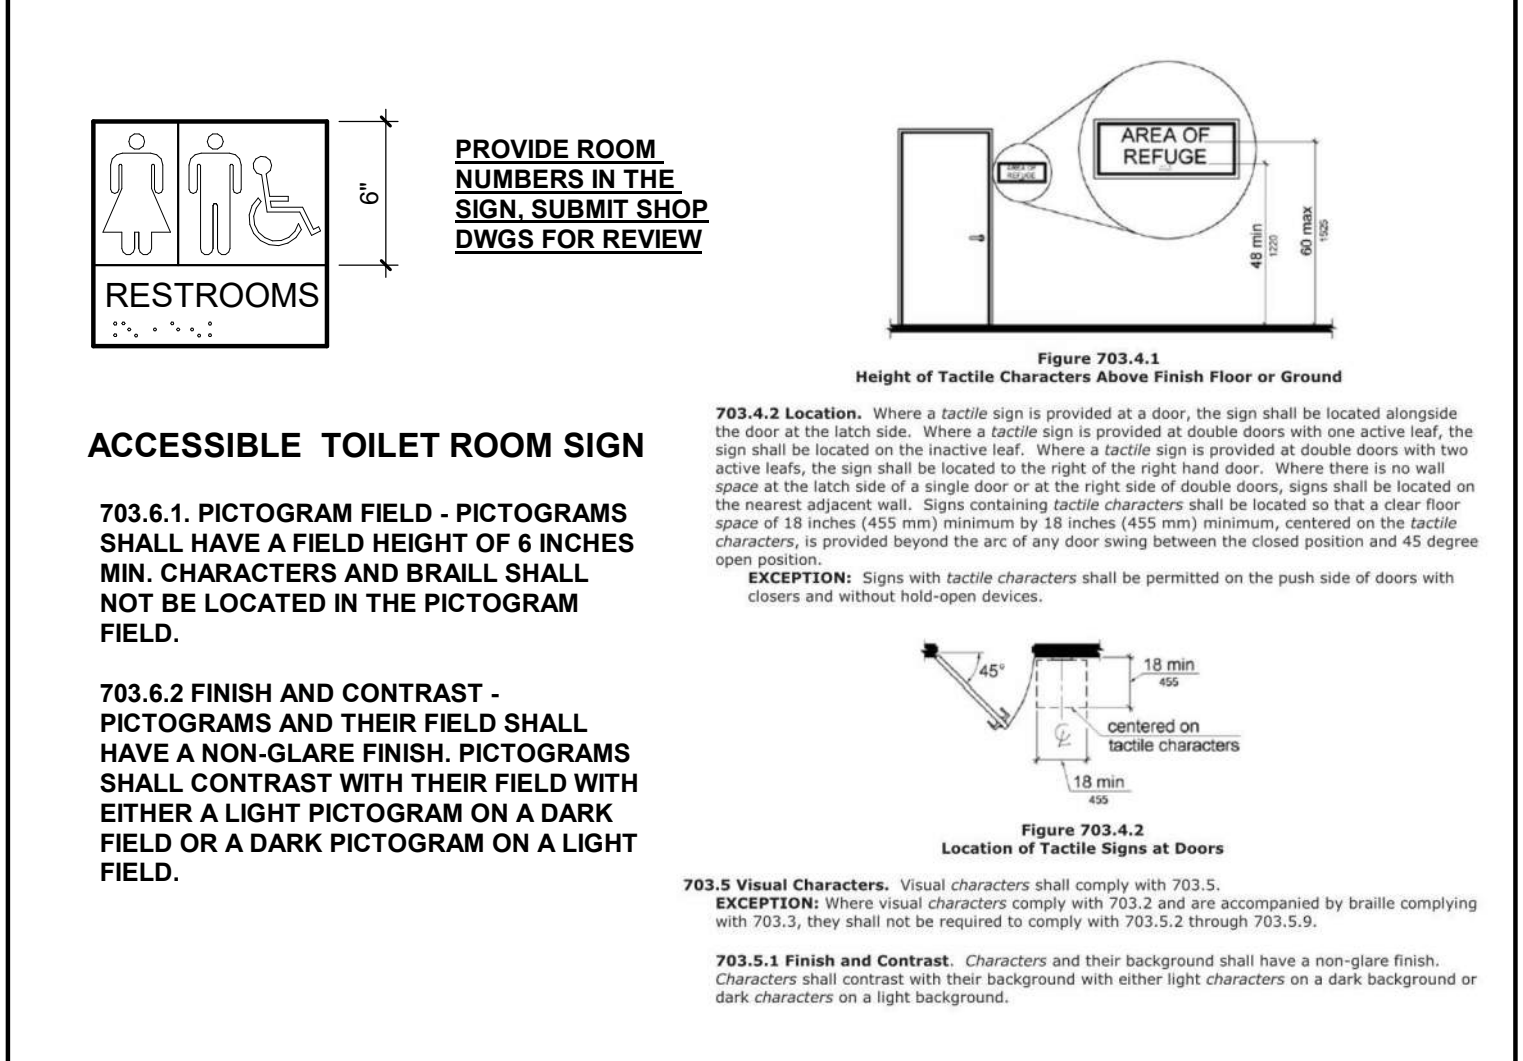 6"
RESTROOMS
PROVIDE ROOM
NUMBERS IN THE
SIGN, SUBMIT SHOP
DWGS FOR REVIEW
ACCESSIBLE TOILET ROOM SIGN
703.6.1. PICTOGRAM FIELD - PICTOGRAMS
SHALL HAVE A FIELD HEIGHT OF 6 INCHES
MIN. CHARACTERS AND BRAILL SHALL
NOT BE LOCATED IN THE PICTOGRAM
FIELD.
703.6.2 FINISH AND CONTRAST -
PICTOGRAMS AND THEIR FIELD SHALL
HAVE A NON-GLARE FINISH. PICTOGRAMS
SHALL CONTRAST WITH THEIR FIELD WITH
EITHER A LIGHT PICTOGRAM ON A DARK
FIELD OR A DARK PICTOGRAM ON A LIGHT
FIELD.
AREA OF
REFUGE
AREA OF
REFUGE
48 min
1220
60 max
1525
Figure 703.4.1
Height of Tactile Characters Above Finish Floor or Ground
703.4.2 Location. Where a tactile sign is provided at a door, the sign shall be located alongside
the door at the latch side. Where a tactile sign is provided at double doors with one active leaf, the
sign shall be located on the inactive leaf. Where a tactile sign is provided at double doors with two
active leafs, the sign shall be located to the right of the right hand door. Where there is no wall
space at the latch side of a single door or at the right side of double doors, signs shall be located on
the nearest adjacent wall. Signs containing tactile characters shall be located so that a clear floor
space of 18 inches (455 mm) minimum by 18 inches (455 mm) minimum, centered on the tactile
characters, is provided beyond the arc of any door swing between the closed position and 45 degree
open position.
EXCEPTION: Signs with tactile characters shall be permitted on the push side of doors with
closers and without hold-open devices.
45°
18 min
455
centered on
tactile characters
18 min
455
Figure 703.4.2
Location of Tactile Signs at Doors
703.5 Visual Characters. Visual characters shall comply with 703.5.
EXCEPTION: Where visual characters comply with 703.2 and are accompanied by braille complying
with 703.3, they shall not be required to comply with 703.5.2 through 703.5.9.
703.5.1 Finish and Contrast. Characters and their background shall have a non-glare finish.
Characters shall contrast with their background with either light characters on a dark background or
dark characters on a light background.